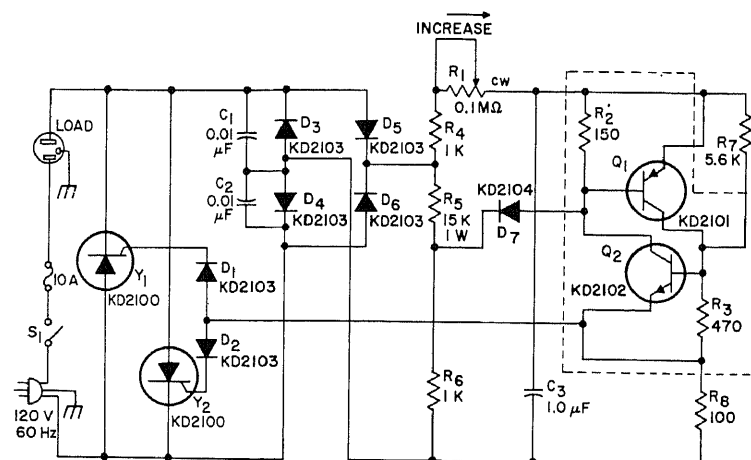 INCREASE
R1
CW
0.1MΩ
C1
0.01
μF
D3
KD2103
D5
KD2103
R4
1 K
R2
150
R7
5.6 K
LOAD
Q1
KD2101
C2
0.01
μF
D4
KD2103
D6
KD2103
R5
15 K
1 W
KD2104
D7
Q2
KD2102
10A
Y1
KD2100
D1
KD2103
R3
470
S1
D2
KD2103
Y2
KD2100
R6
1 K
C3
1.0 μF
R8
100
120 V
60 Hz